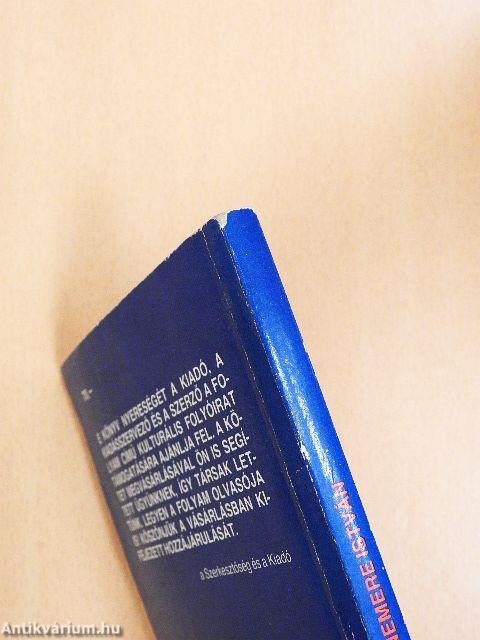 E KÖNYV NYERESÉGÉT A KIADÓ, A
KIADÁSSZERVEZŐ ÉS A SZERZŐ A FO-
LYAM CÍMŰ KULTURÁLIS FOLYÓIRAT
TÁMOGATÁSÁRA AJÁNLJA FEL. A KÖ-
TET MEGVÁSÁRLÁSÁVAL ÖN IS SEGÍ-
TETT ÜGYÜNKNEK, ÍGY TÁRSAK LET-
TÜNK. LEGYEN A FOLYAM OLVASÓJA
IS! KÖSZÖNJÜK A VÁSÁRLÁSBAN KI-
FEJEZETT HOZZÁJÁRULÁSÁT.
a Szerkesztőség és a Kiadó
NEMERE ISTVÁN
Antikvárium.hu